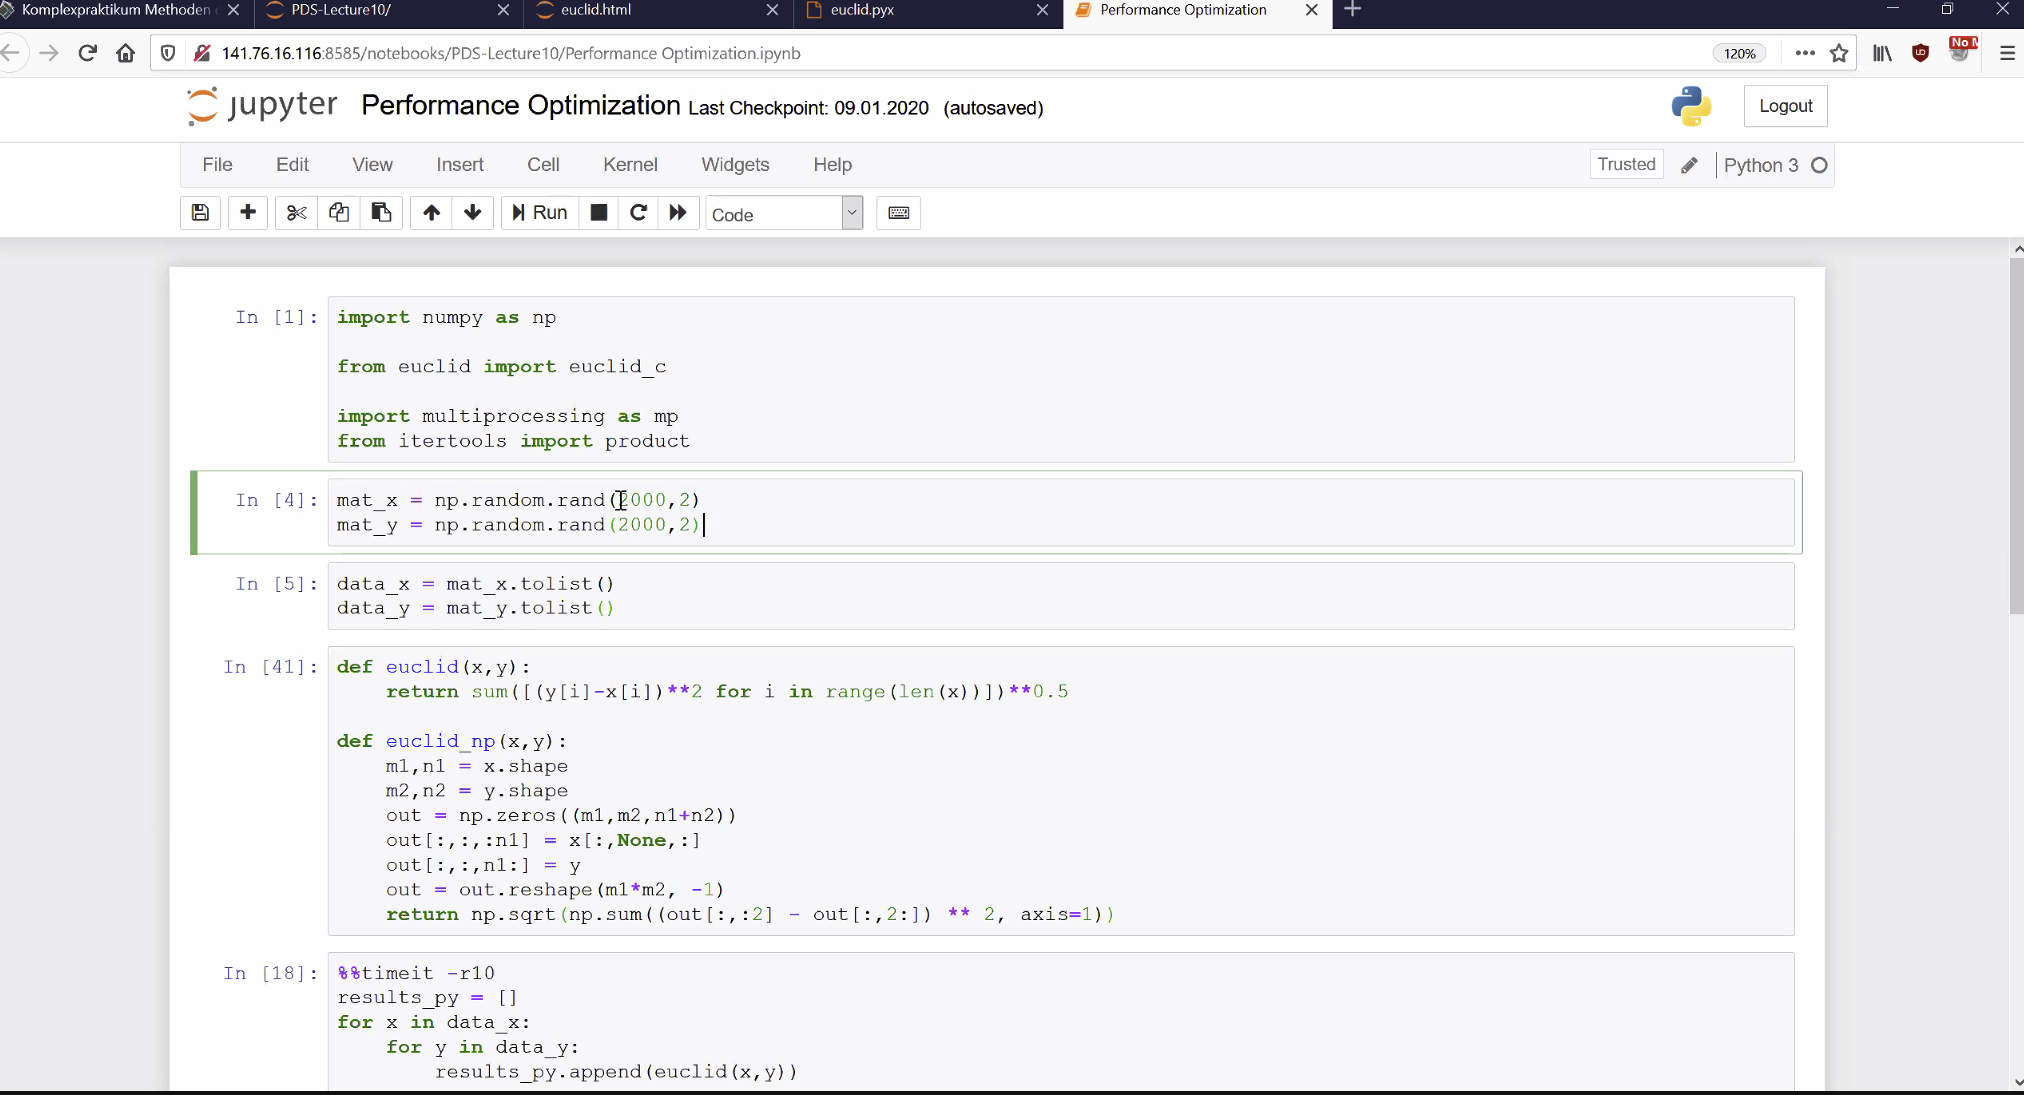 Komplexpraktikum Methoden
PDS-Lecture10/
euclid.html
euclid.pyx
Performance Optimization
141.76.16.116:8585/notebooks/PDS-Lecture10/Performance Optimization.ipynb
120%
jupyter Performance Optimization Last Checkpoint: 09.01.2020 (autosaved)
Logout
File Edit View Insert Cell Kernel Widgets Help
Trusted
Python 3
Run
Code
In [1]: import numpy as np
from euclid import euclid_c
import multiprocessing as mp
from itertools import product
In [4]: mat_x = np.random.rand(2000,2)
mat_y = np.random.rand(2000,2)
In [5]: data_x = mat_x.tolist()
data_y = mat_y.tolist()
In [41]: def euclid(x,y):
    return sum([(y[i]-x[i])**2 for i in range(len(x))])**0.5
def euclid_np(x,y):
    m1,n1 = x.shape
    m2,n2 = y.shape
    out = np.zeros((m1,m2,n1+n2))
    out[:,:,:n1] = x[:,None,:]
    out[:,:,n1:] = y
    out = out.reshape(m1*m2, -1)
    return np.sqrt(np.sum((out[:,:2] - out[:,2:]) ** 2, axis=1))
In [18]: %%timeit -r10
results_py = []
for x in data_x:
    for y in data_y:
        results_py.append(euclid(x,y))